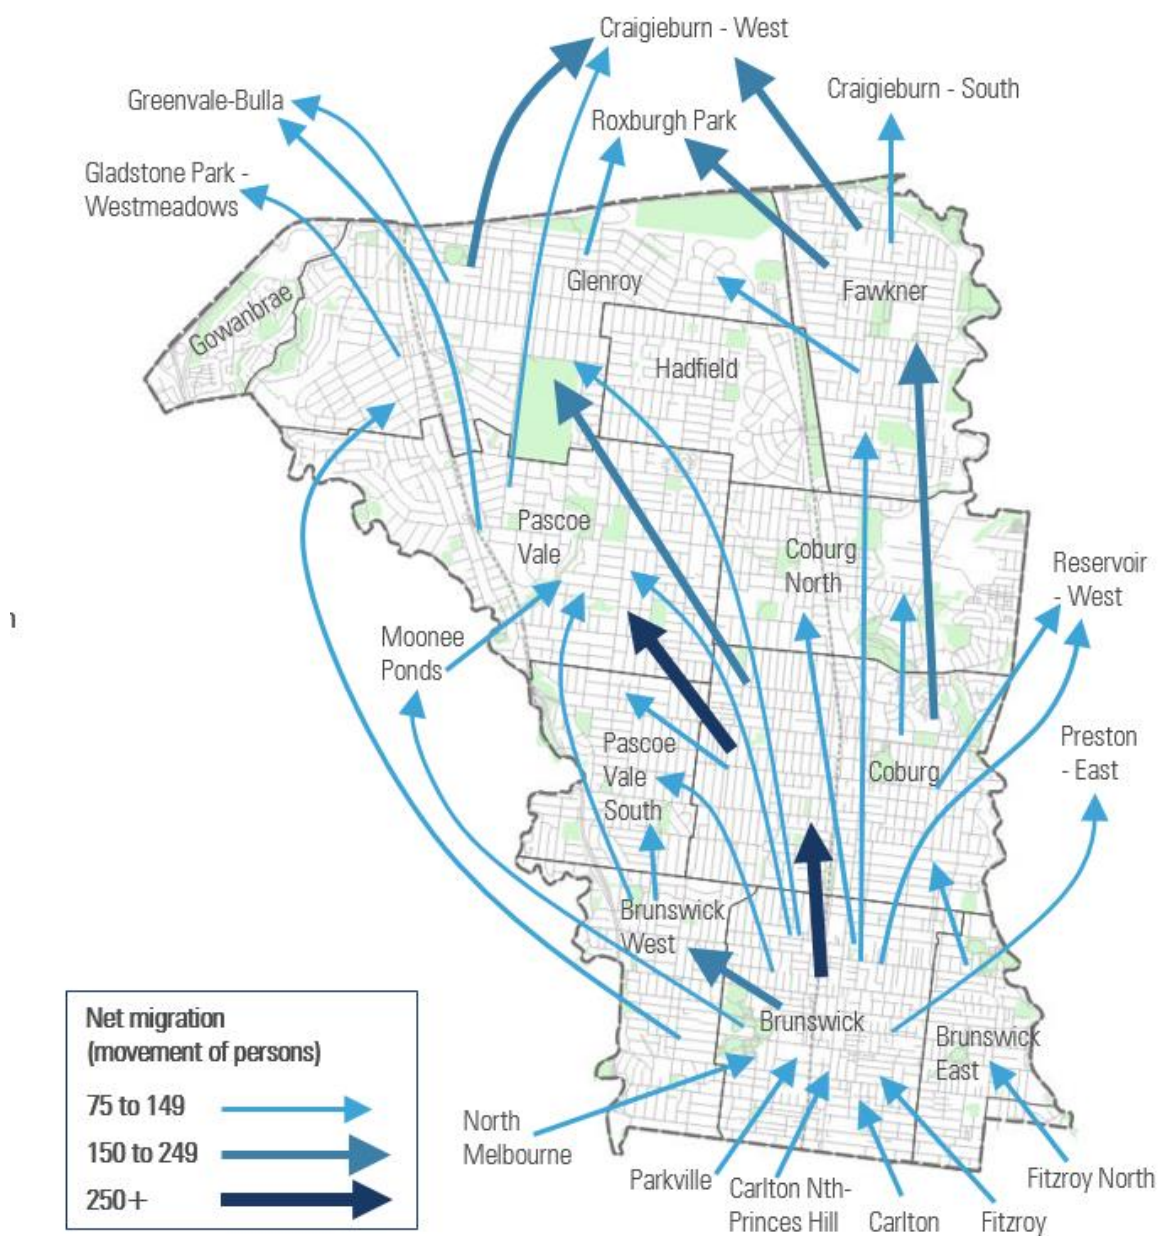 Craigieburn - West
Craigieburn - South
Greenvale-Bulla
Roxburgh Park
Gladstone Park -
Westmeadows
Glenroy
Fawkner
Gowanbrae
Hadfield
Pascoe
Vale
Coburg
North
Reservoir
- West
n
Moonee
Ponds
Pascoe
Vale
South
Coburg
Preston
- East
Brunswick
West
Brunswick
Brunswick
East
North
Melbourne
Parkville
Carlton Nth-
Princes Hill
Carlton
Fitzroy
Fitzroy North
Net migration
(movement of persons)
75 to 149
150 to 249
250+